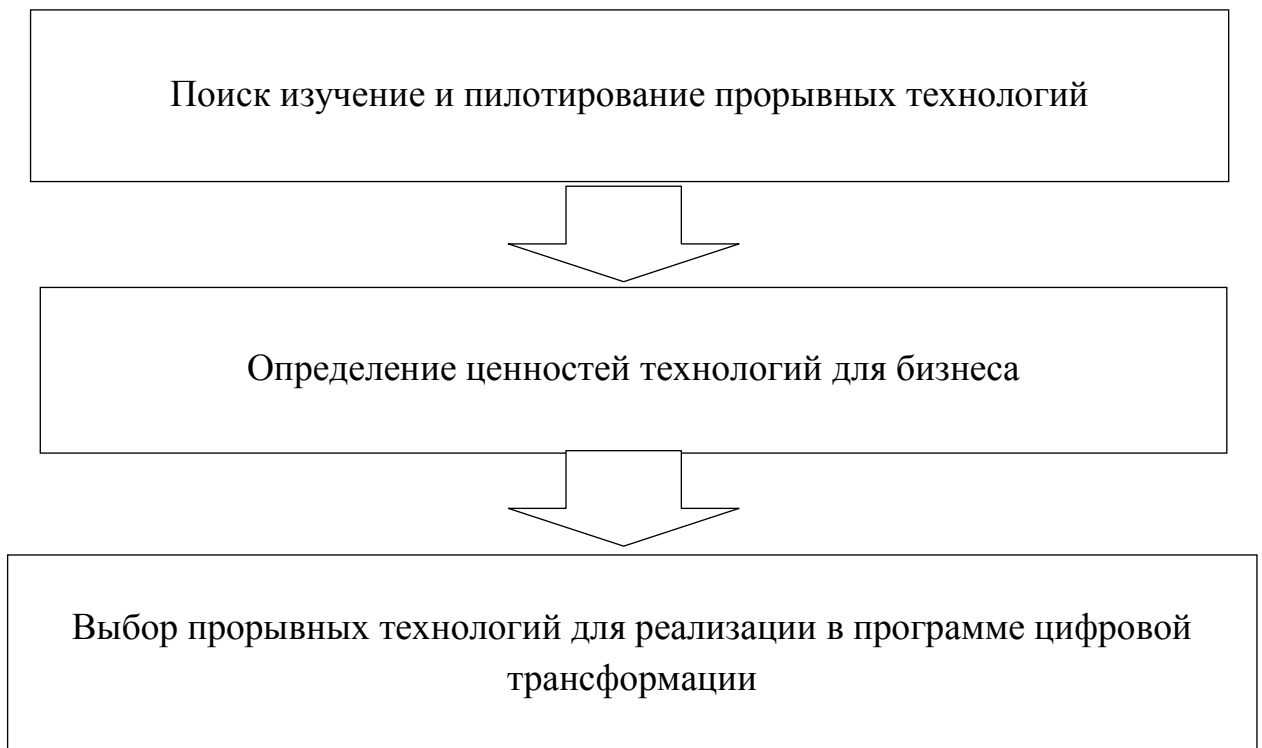 Поиск изучение и пилотирование прорывных технологий
Определение ценностей технологий для бизнеса
Выбор прорывных технологий для реализации в программе цифровой
трансформации